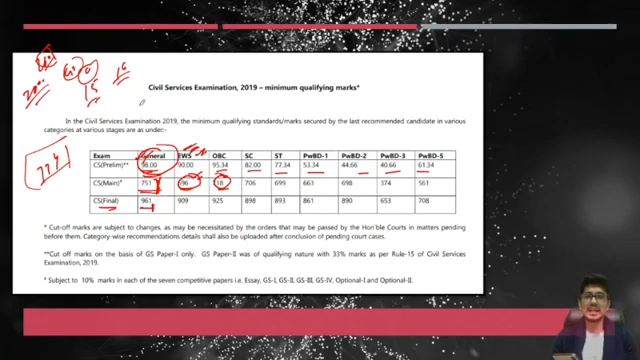 15
Civil Services Examination, 2019 – minimum qualifying marks*
In the Civil Services Examination 2019, the minimum qualifying standards/marks secured by the last recommended candidate in various
categories at various stages are as under:-
Exam General EWS OBC SC ST PwBD-1 PwBD-2 PwBD-3 PwBD-5
CS(Prelim)** 98.00 90.00 95.34 82.00 77.34 53.34 44.66 40.66 61.34
CS(Main)# 751 696 718 706 699 663 698 374 561
CS(Final) 961 909 925 898 893 861 890 653 708
* Cut-off marks are subject to changes, as may be necessitated by the orders that may be passed by the Hon'ble Courts in matters pending
before them. Category-wise recommendations details shall also be uploaded after conclusion of pending court cases.
**Cut off marks on the basis of GS Paper-I only. GS Paper-II was of qualifying nature with 33% marks as per Rule-15 of Civil Services
Examination, 2019.
# Subject to 10% marks in each of the seven competitive papers i.e. Essay, GS-I, GS-II, GS-III, GS-IV, Optional-I and Optional-II.